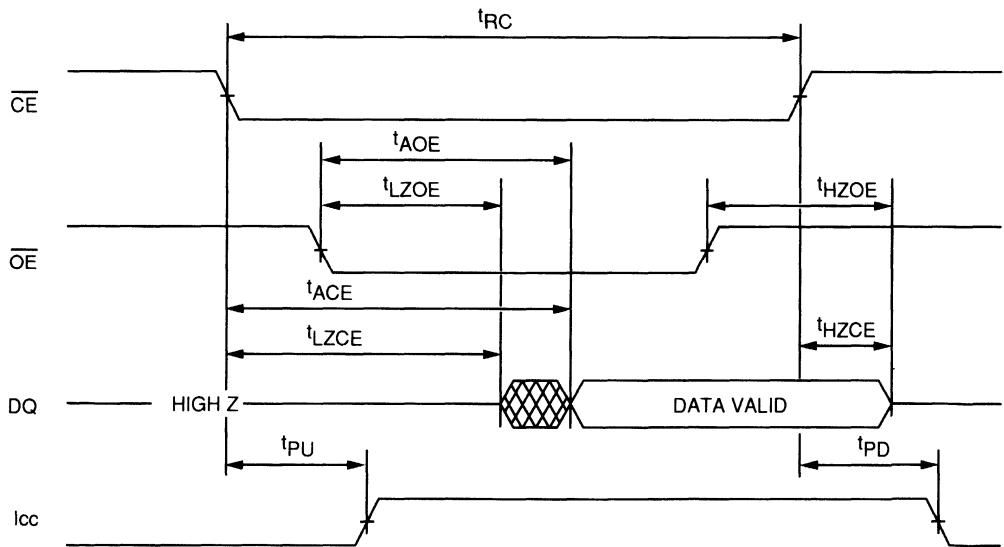 tRC
CE
tAOE
tLZOE
tHZOE
OE
tACE
tLZCE
tHZCE
DQ
HIGH Z
DATA VALID
tPU
tPD
Icc